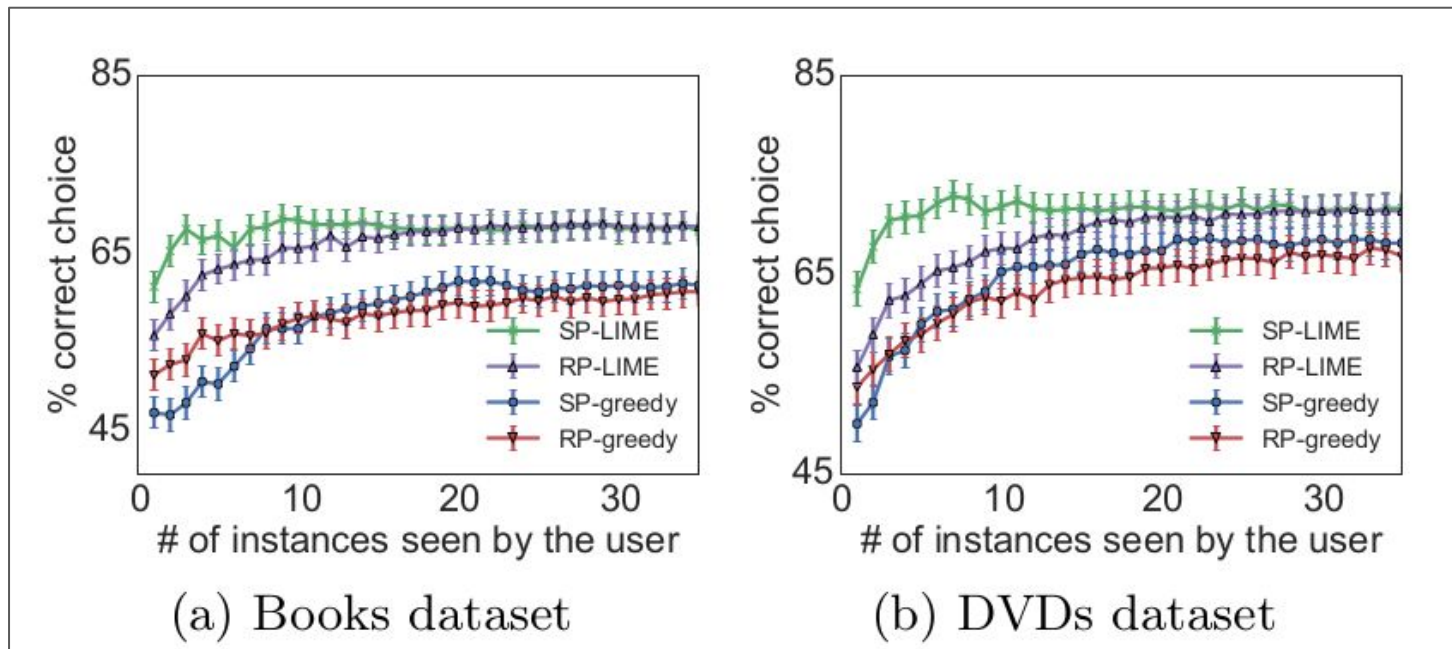 85
65
45
% correct choice
SP-LIME
RP-LIME
SP-greedy
RP-greedy
0 10 20 30
# of instances seen by the user
(a) Books dataset
85
65
45
% correct choice
SP-LIME
RP-LIME
SP-greedy
RP-greedy
0 10 20 30
# of instances seen by the user
(b) DVDs dataset